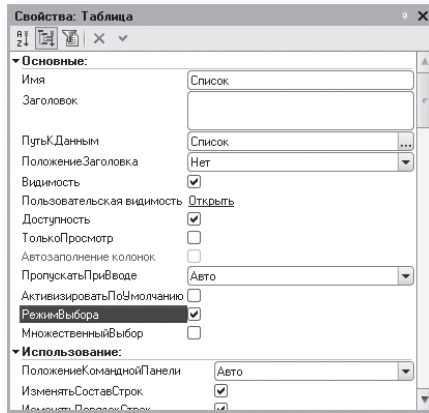 Свойства: Таблица
Основные:
Имя Список
Заголовок
ПутьКДанным Список ...
ПоложениеЗаголовка Нет
Видимость
Пользовательская видимость Открыть
Доступность
ТолькоПросмотр
Автозаполнение колонок
ПропускатьПриВводе Авто
АктивизироватьПоУмолчанию
РежимВыбора
МножественныйВыбор
Использование:
ПоложениеКоманднойПанели Авто
ИзменятьСоставСтрок
ИзменятьПорядокСтрок